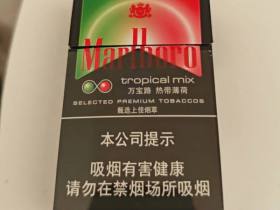 Marlboro
tropical mix
万宝路 热带薄荷
SELECTED PREMIUM TOBACCOS
甄选上佳烟草
本公司提示
吸烟有害健康
请勿在禁烟场所吸烟